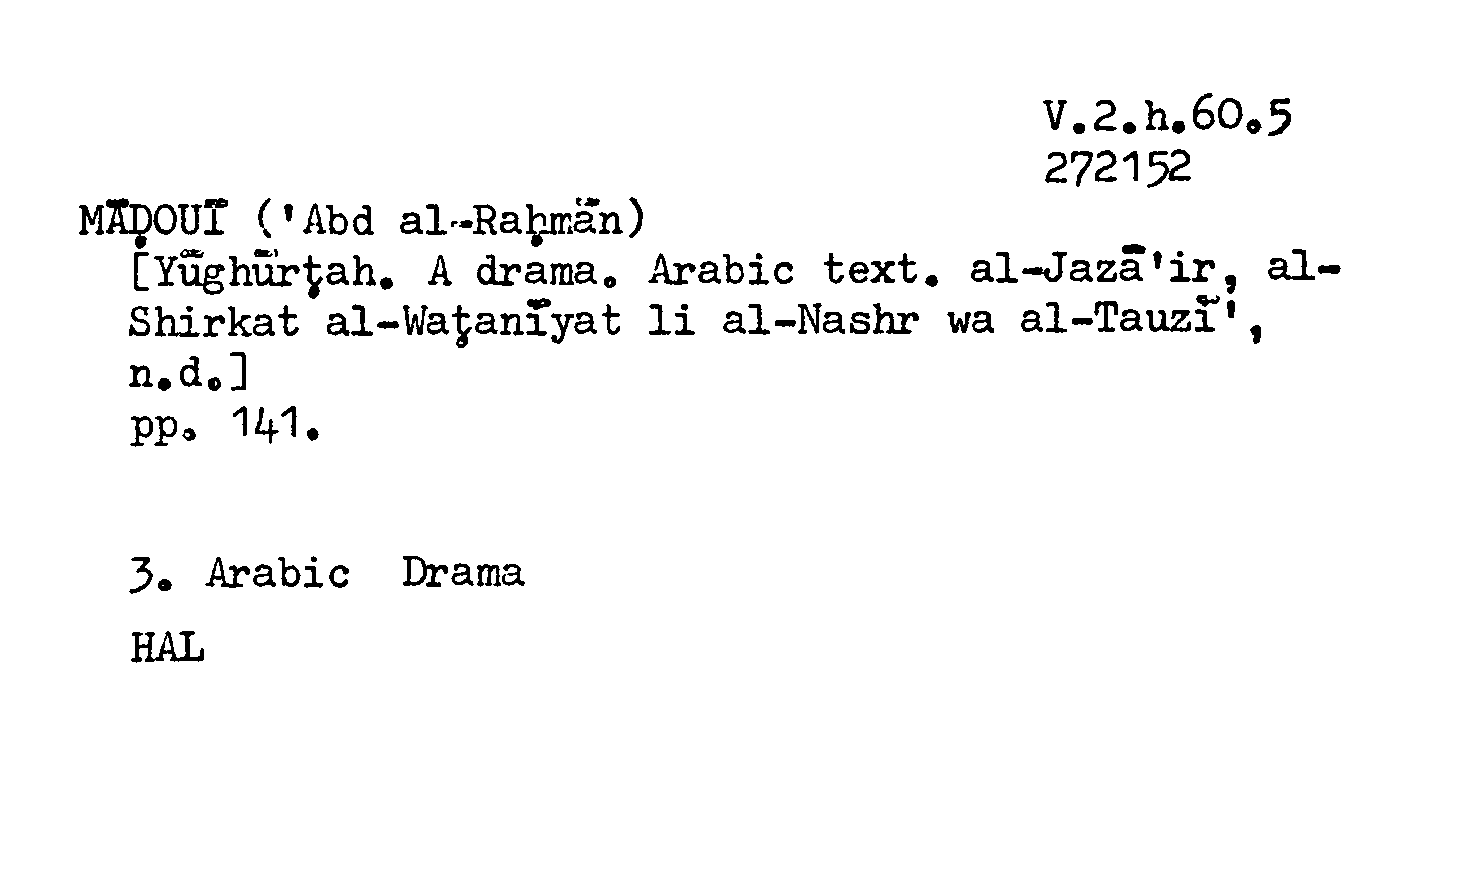 V.2.h.60.5
272152
MĀḌOUĪ ('Abd al-Raḥmān)
[Yūghūrṭah. A drama. Arabic text. al-Jazā'ir, al-
Shirkat al-Waṭanīyat li al-Nashr wa al-Tauzī',
n.d.]
pp. 141.
3. Arabic Drama
HAL